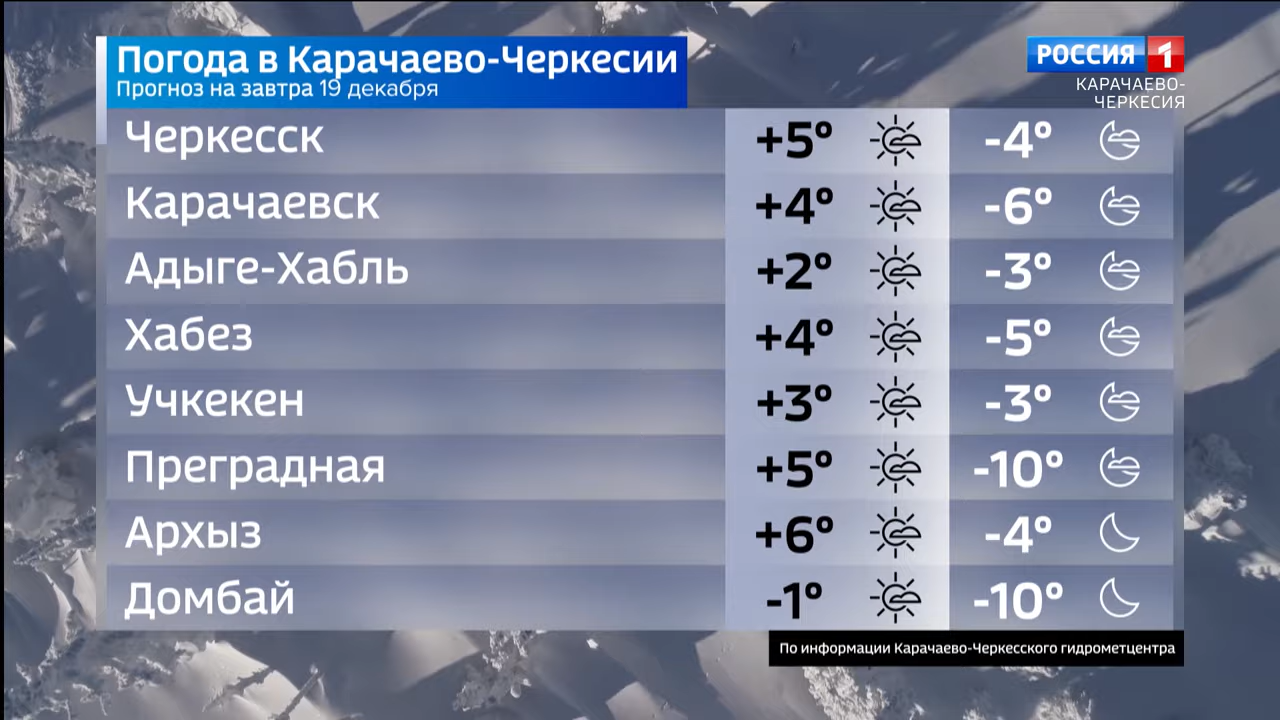 Погода в Карачаево-Черкесии
Прогноз на завтра 19 декабря
РОССИЯ 1
КАРАЧАЕВО-
ЧЕРКЕСИЯ
Черкесск +5° -4°
Карачаевск +4° -6°
Адыге-Хабль +2° -3°
Хабез +4° -5°
Учкекен +3° -3°
Преградная +5° -10°
Архыз +6° -4°
Домбай -1° -10°
По информации Карачаево-Черкесского гидрометцентра